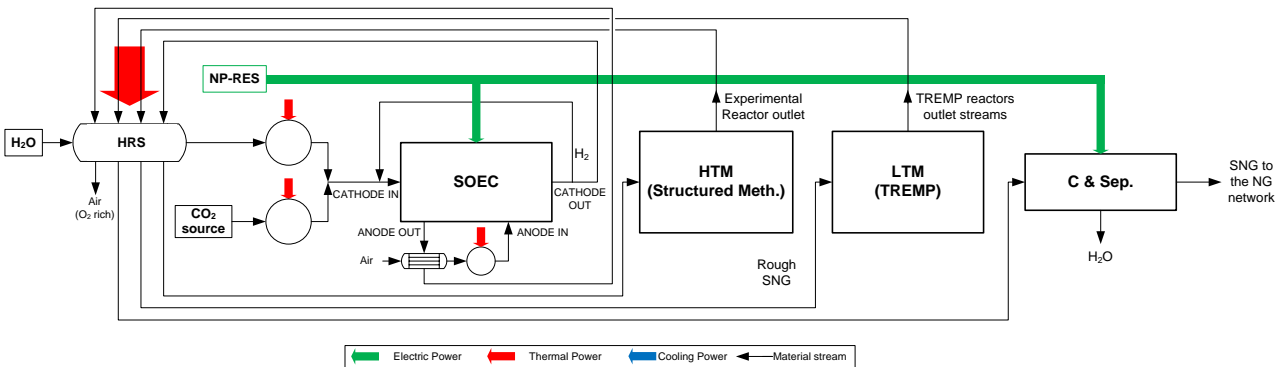 NP-RES
Experimental
Reactor outlet
TREMP reactors
outlet streams
H₂O
HRS
Air
(O₂ rich)
CO₂
source
CATHODE IN
SOEC
H₂
CATHODE
OUT
ANODE OUT
ANODE IN
Air
HTM
(Structured Meth.)
Rough
SNG
LTM
(TREMP)
C & Sep.
SNG to
the NG
network
H₂O
Electric Power
Thermal Power
Cooling Power
Material stream